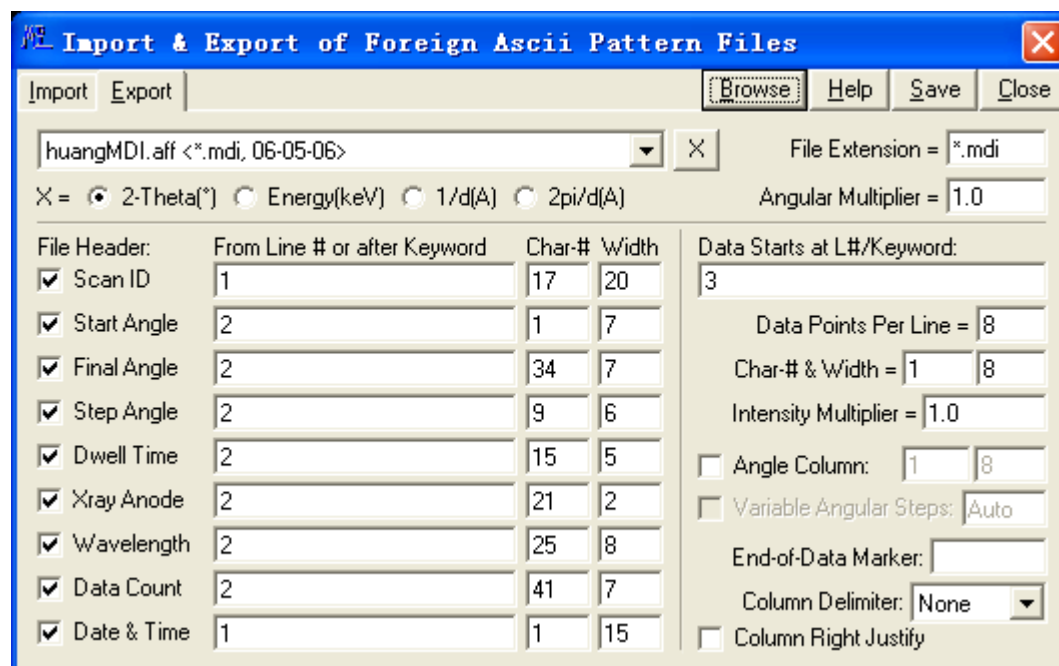 Import & Export of Foreign Ascii Pattern Files
Import Export Browse Help Save Close
huangMDI.aff <*.mdi, 06-05-06> X File Extension = *.mdi
X = 2-Theta(*) Energy(keV) 1/d(A) 2pi/d(A) Angular Multiplier = 1.0
File Header: From Line # or after Keyword Char-# Width Data Starts at L#/Keyword:
Scan ID 1 17 20 3
Start Angle 2 1 7 Data Points Per Line = 8
Final Angle 2 34 7 Char-# & Width = 1 8
Step Angle 2 9 6 Intensity Multiplier = 1.0
Dwell Time 2 15 5 Angle Column: 1 8
Xray Anode 2 21 2 Variable Angular Steps: Auto
Wavelength 2 25 8 End-of-Data Marker:
Data Count 2 41 7 Column Delimiter: None
Date & Time 1 1 15 Column Right Justify